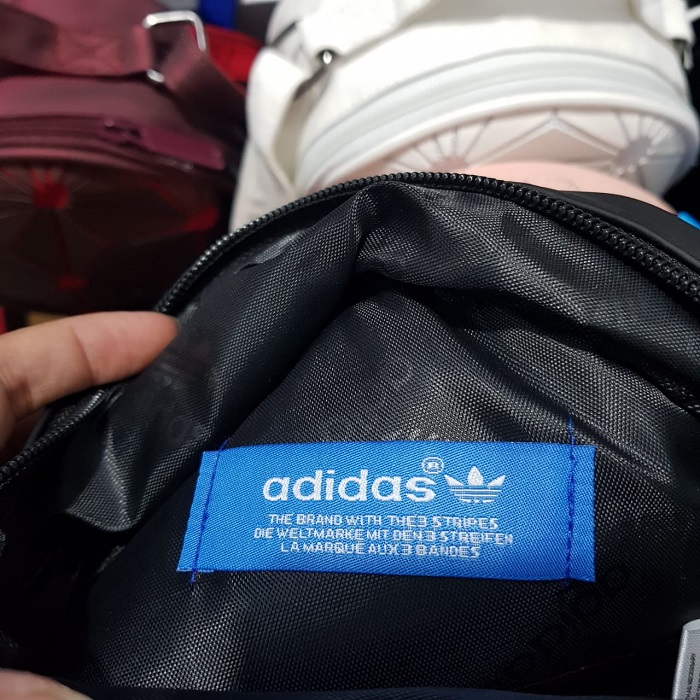 adidas®
THE BRAND WITH THE 3 STRIPES
DIE WELTMARKE MIT DEN 3 STREIFEN
LA MARQUE AUX 3 BANDES